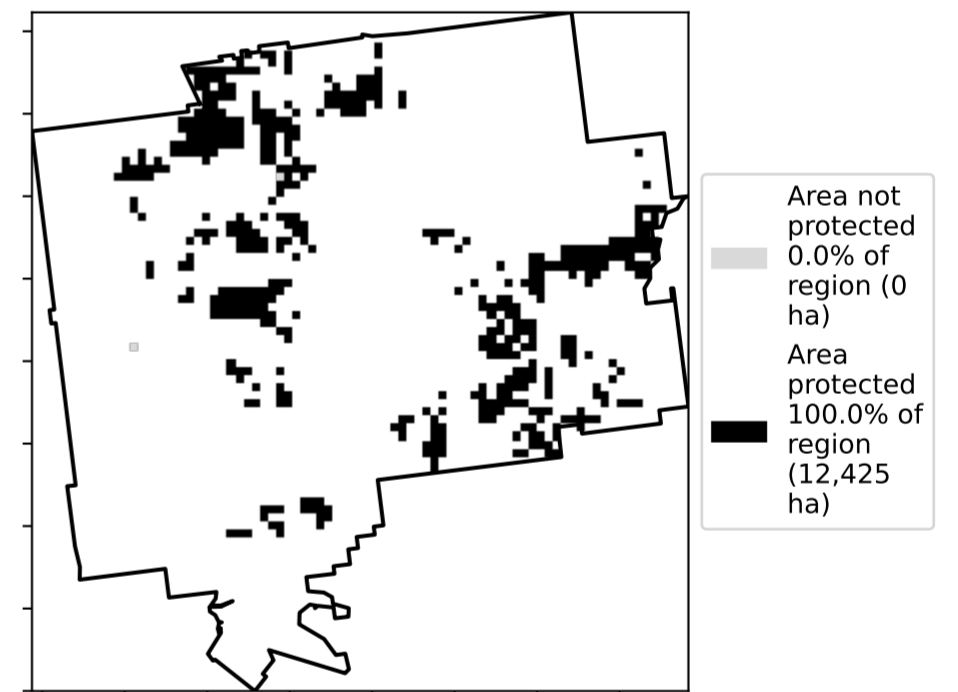 Area not
protected
0.0% of
region (0
ha)
Area
protected
100.0% of
region
(12,425
ha)